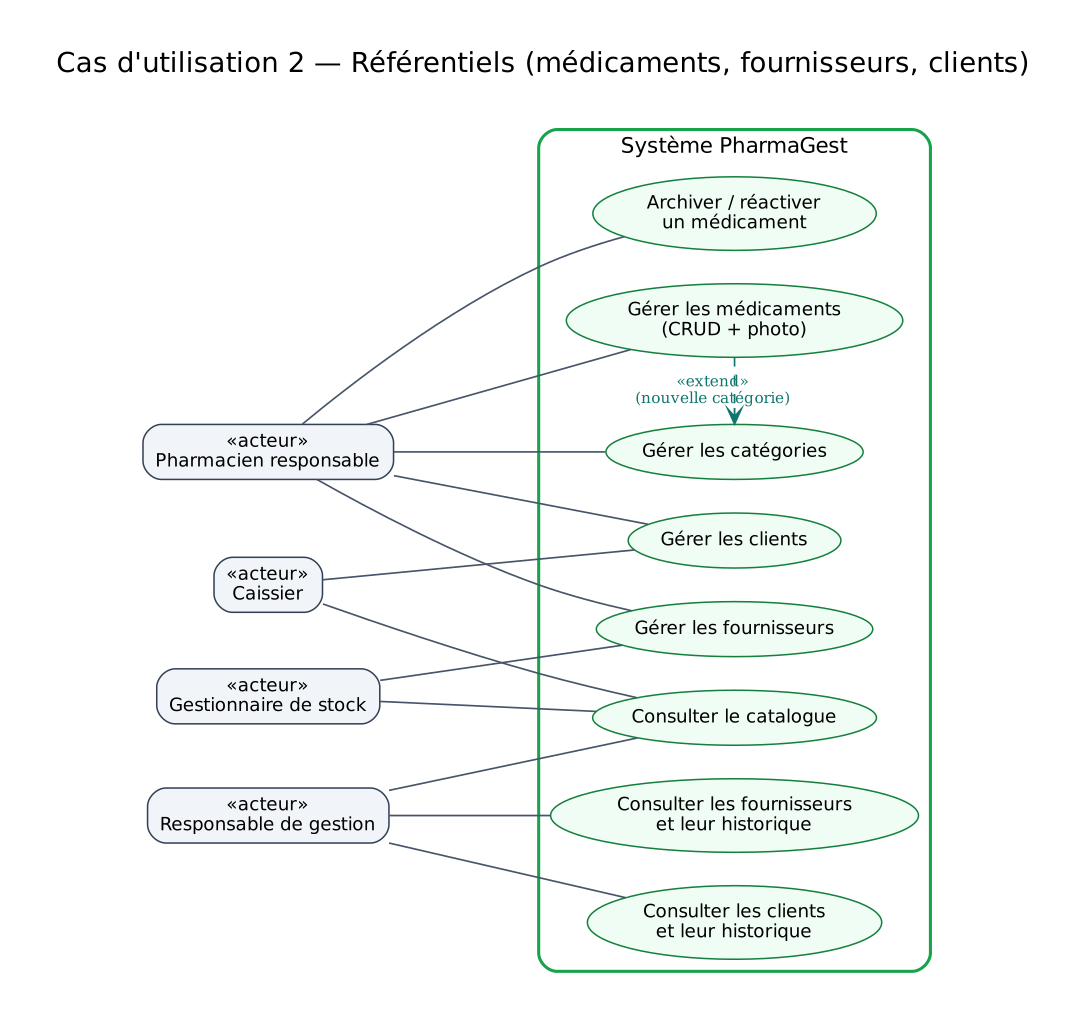 Cas d'utilisation 2 — Référentiels (médicaments, fournisseurs, clients)
Système PharmaGest
Archiver / réactiver
un médicament
Gérer les médicaments
(CRUD + photo)
«extend»
(nouvelle catégorie)
«acteur»
Pharmacien responsable
Gérer les catégories
Gérer les clients
«acteur»
Caissier
Gérer les fournisseurs
«acteur»
Gestionnaire de stock
Consulter le catalogue
«acteur»
Responsable de gestion
Consulter les fournisseurs
et leur historique
Consulter les clients
et leur historique